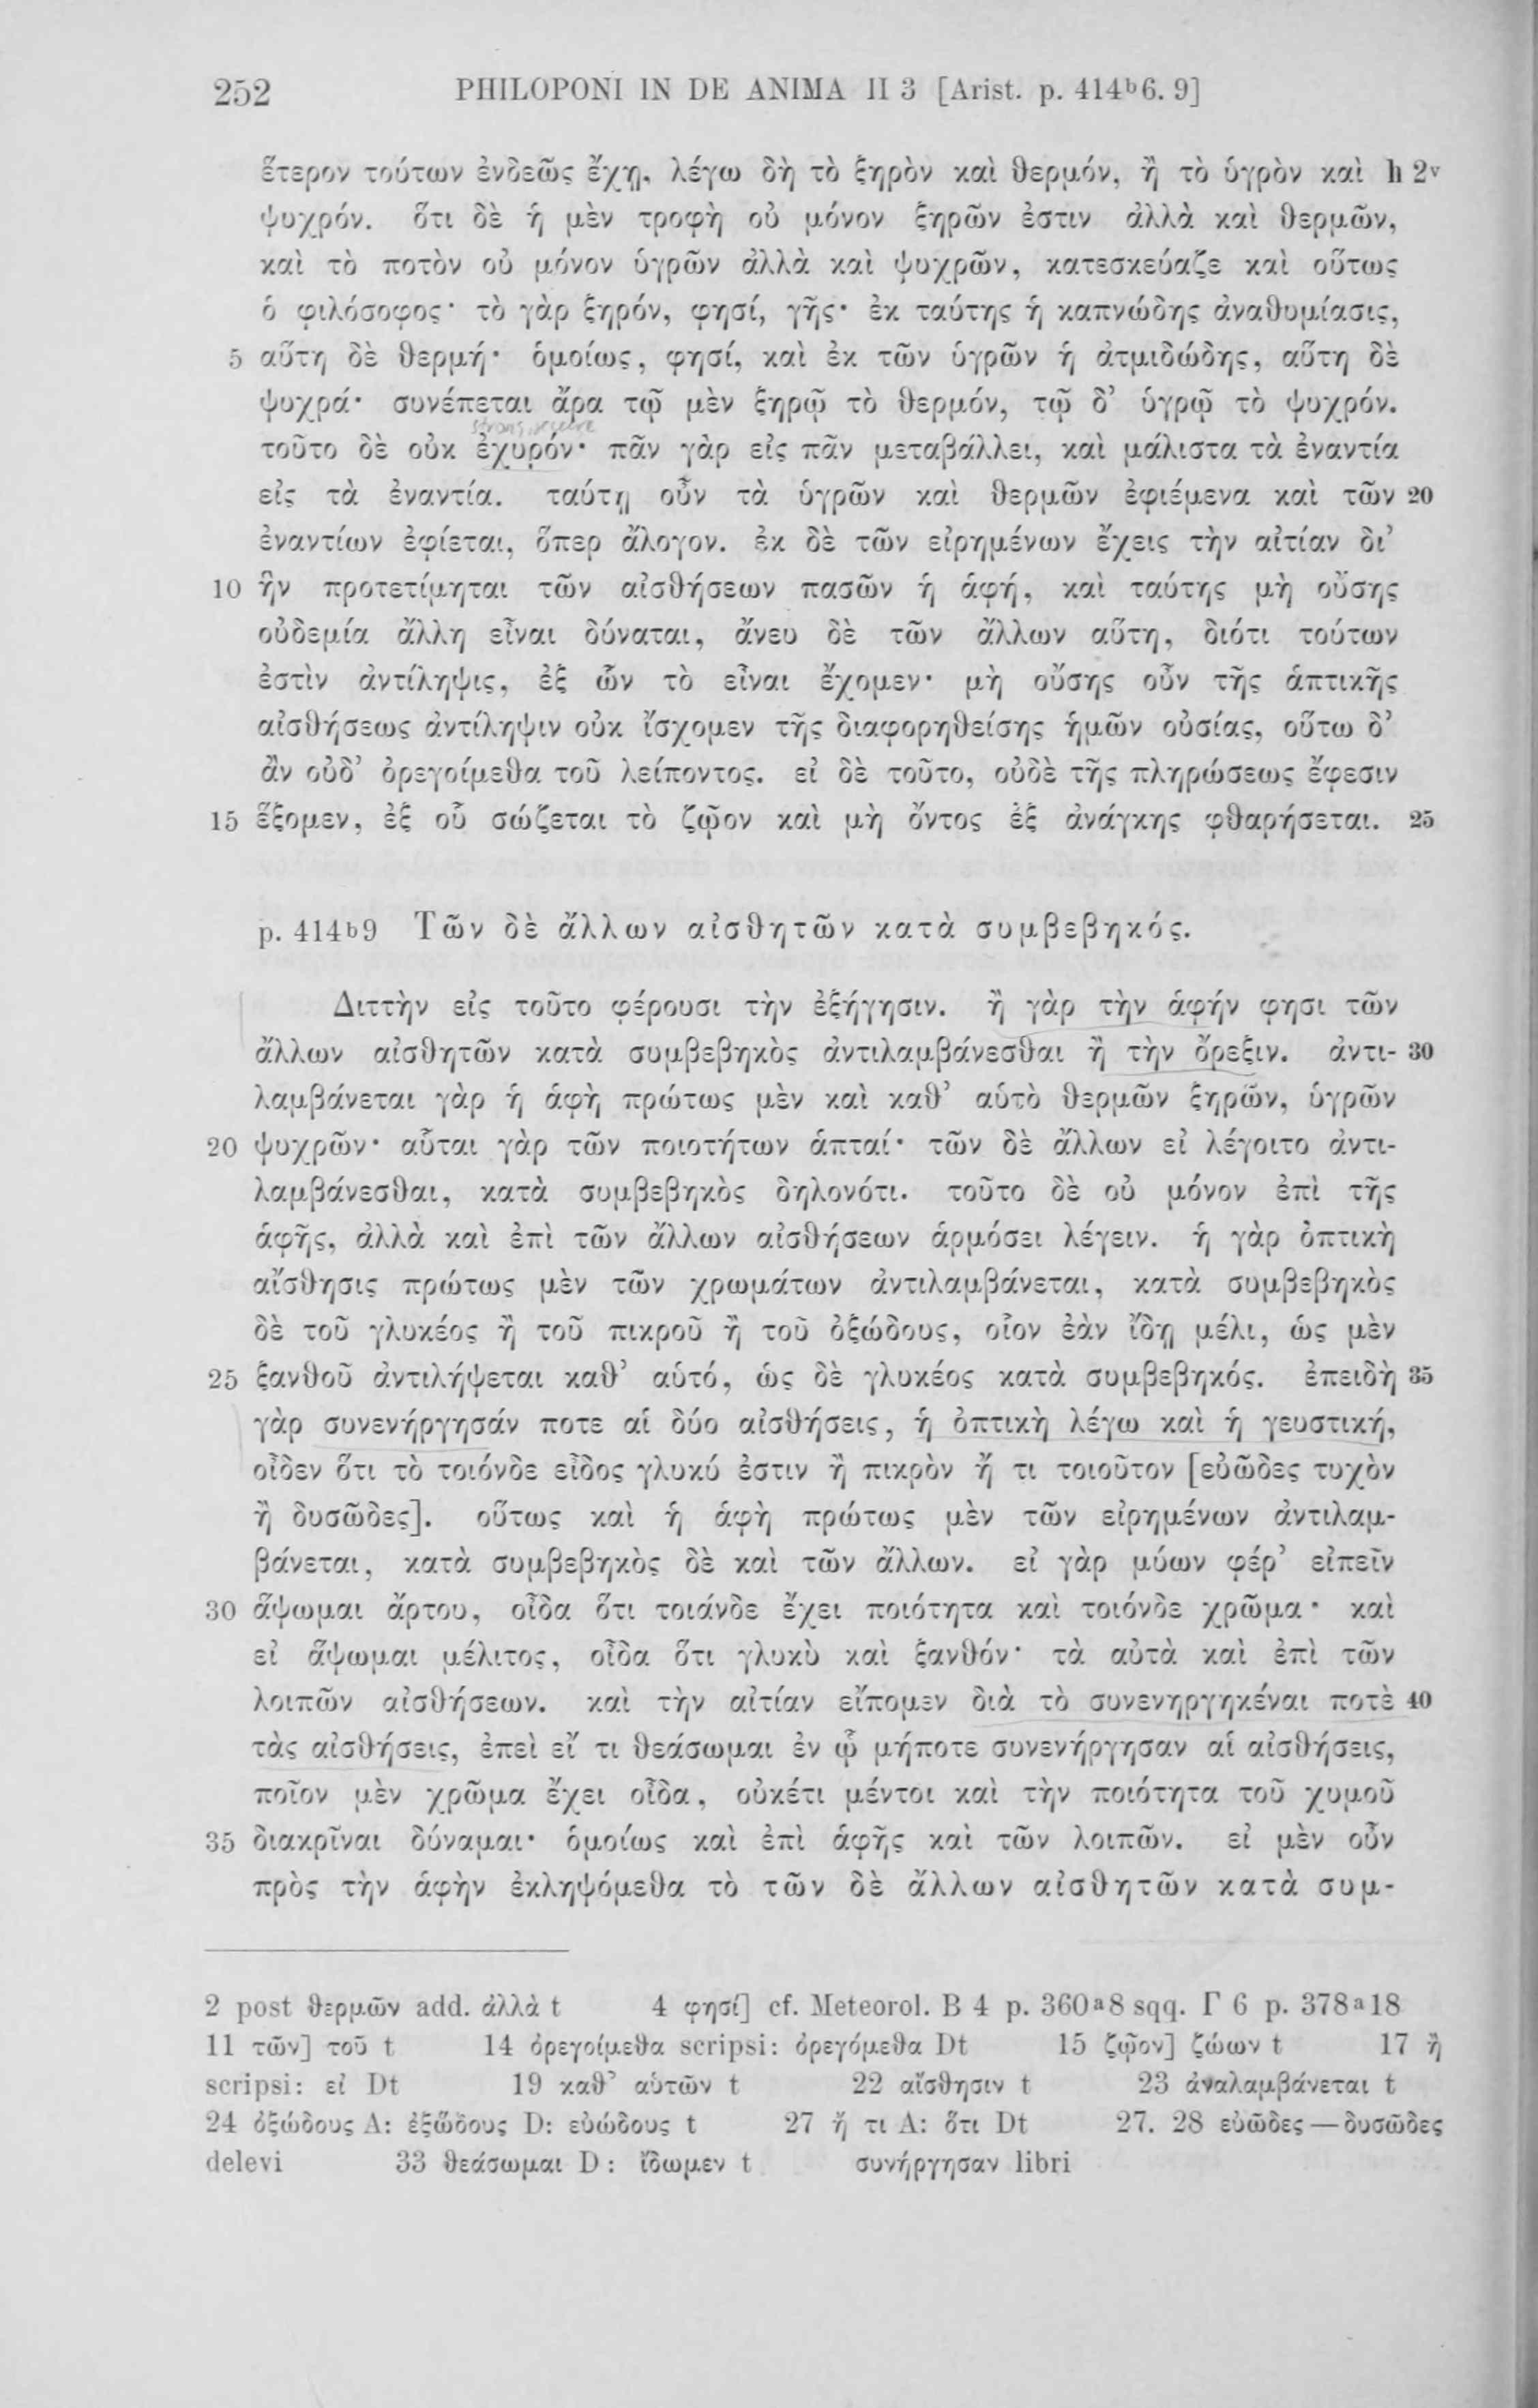 252 PHILOPONI IN DE ANIMA II 3 [Arist. p. 414ᵇ6. 9]
ἕτερον τούτων ἐνδεῶς ἔχῃ, λέγω δὴ τὸ ξηρὸν καὶ θερμόν, ἢ τὸ ὑγρὸν καὶ h 2ᵛ
ψυχρόν. ὅτι δὲ ἡ μὲν τροφὴ οὐ μόνον ξηρῶν ἐστιν ἀλλὰ καὶ θερμῶν,
καὶ τὸ ποτὸν οὐ μόνον ὑγρῶν ἀλλὰ καὶ ψυχρῶν, κατεσκεύαζε καὶ οὕτως
ὁ φιλόσοφος· τὸ γὰρ ξηρόν, φησί, γῆς· ἐκ ταύτης ἡ καπνώδης ἀναθυμίασις,
5 αὕτη δὲ θερμή· ὁμοίως, φησί, καὶ ἐκ τῶν ὑγρῶν ἡ ἀτμιδώδης, αὕτη δὲ
ψυχρά· συνέπεται ἄρα τῷ μὲν ξηρῷ τὸ θερμόν, τῷ δ’ ὑγρῷ τὸ ψυχρόν.
strong, secure
τοῦτο δὲ οὐκ ἐχυρόν· πᾶν γὰρ εἰς πᾶν μεταβάλλει, καὶ μάλιστα τὰ ἐναντία
εἰς τὰ ἐναντία. ταύτῃ οὖν τὰ ὑγρῶν καὶ θερμῶν ἐφιέμενα καὶ τῶν 20
ἐναντίων ἐφίεται, ὅπερ ἄλογον. ἐκ δὲ τῶν εἰρημένων ἔχεις τὴν αἰτίαν δι’
10 ἣν προτετίμηται τῶν αἰσθήσεων πασῶν ἡ ἁφή, καὶ ταύτης μὴ οὔσης
οὐδεμία ἄλλη εἶναι δύναται, ἄνευ δὲ τῶν ἄλλων αὕτη, διότι τούτων
ἐστὶν ἀντίληψις, ἐξ ὧν τὸ εἶναι ἔχομεν· μὴ οὔσης οὖν τῆς ἁπτικῆς
αἰσθήσεως ἀντίληψιν οὐκ ἴσχομεν τῆς διαφορηθείσης ἡμῶν οὐσίας, οὕτω δ’
ἂν οὐδ’ ὀρεγοίμεθα τοῦ λείποντος. εἰ δὲ τοῦτο, οὐδὲ τῆς πληρώσεως ἔφεσιν
15 ἕξομεν, ἐξ οὗ σώζεται τὸ ζῷον καὶ μὴ ὄντος ἐξ ἀνάγκης φθαρήσεται. 25
p. 414ᵇ9 Τῶν δὲ ἄλλων αἰσθητῶν κατὰ συμβεβηκός.
Διττὴν εἰς τοῦτο φέρουσι τὴν ἐξήγησιν. ἢ γὰρ τὴν ἁφήν φησι τῶν
ἄλλων αἰσθητῶν κατὰ συμβεβηκὸς ἀντιλαμβάνεσθαι ἢ τὴν ὄρεξιν. ἀντι- 30
λαμβάνεται γὰρ ἡ ἁφὴ πρώτως μὲν καὶ καθ’ αὑτὸ θερμῶν ξηρῶν, ὑγρῶν
20 ψυχρῶν· αὗται γὰρ τῶν ποιοτήτων ἁπταί· τῶν δὲ ἄλλων εἰ λέγοιτο ἀντι-
λαμβάνεσθαι, κατὰ συμβεβηκὸς δηλονότι. τοῦτο δὲ οὐ μόνον ἐπὶ τῆς
ἁφῆς, ἀλλὰ καὶ ἐπὶ τῶν ἄλλων αἰσθήσεων ἁρμόσει λέγειν. ἡ γὰρ ὀπτικὴ
αἴσθησις πρώτως μὲν τῶν χρωμάτων ἀντιλαμβάνεται, κατὰ συμβεβηκὸς
δὲ τοῦ γλυκέος ἢ τοῦ πικροῦ ἢ τοῦ ὀξώδους, οἷον ἐὰν ἴδῃ μέλι, ὡς μὲν
25 ξανθοῦ ἀντιλήψεται καθ’ αὑτό, ὡς δὲ γλυκέος κατὰ συμβεβηκός. ἐπειδὴ 35
γὰρ συνενήργησάν ποτε αἱ δύο αἰσθήσεις, ἡ ὀπτικὴ λέγω καὶ ἡ γευστική,
οἶδεν ὅτι τὸ τοιόνδε εἶδος γλυκύ ἐστιν ἢ πικρὸν ἤ τι τοιοῦτον [εὐῶδες τυχὸν
ἢ δυσῶδες]. οὕτως καὶ ἡ ἁφὴ πρώτως μὲν τῶν εἰρημένων ἀντιλαμ-
βάνεται, κατὰ συμβεβηκὸς δὲ καὶ τῶν ἄλλων. εἰ γὰρ μύων φέρ’ εἰπεῖν
30 ἅψωμαι ἄρτου, οἶδα ὅτι τοιάνδε ἔχει ποιότητα καὶ τοιόνδε χρῶμα· καὶ
εἰ ἅψωμαι μέλιτος, οἶδα ὅτι γλυκὺ καὶ ξανθόν· τὰ αὐτὰ καὶ ἐπὶ τῶν
λοιπῶν αἰσθήσεων. καὶ τὴν αἰτίαν εἴπομεν διὰ τὸ συνενηργηκέναι ποτὲ 40
τὰς αἰσθήσεις, ἐπεὶ εἴ τι θεάσωμαι ἐν ᾧ μήποτε συνενήργησαν αἱ αἰσθήσεις,
ποῖον μὲν χρῶμα ἔχει οἶδα, οὐκέτι μέντοι καὶ τὴν ποιότητα τοῦ χυμοῦ
35 διακρῖναι δύναμαι· ὁμοίως καὶ ἐπὶ ἁφῆς καὶ τῶν λοιπῶν. εἰ μὲν οὖν
πρὸς τὴν ἁφὴν ἐκληψόμεθα τὸ τῶν δὲ ἄλλων αἰσθητῶν κατὰ συμ-
2 post θερμῶν add. ἀλλὰ t 4 φησί] cf. Meteorol. B 4 p. 360ᵃ8 sqq. Γ 6 p. 378ᵃ18
11 τῶν] τοῦ t 14 ὀρεγοίμεθα scripsi: ὀρεγόμεθα Dt 15 ζῷον] ζώων t 17 ἢ
scripsi: εἰ Dt 19 καθ’ αὑτῶν t 22 αἴσθησιν t 23 ἀναλαμβάνεται t
24 ὀξώδους A: ἐξώδους D: εὐώδους t 27 ἤ τι A: ὅτι Dt 27. 28 εὐῶδες — δυσῶδες
delevi 33 θεάσωμαι D: ἴδωμεν t συνήργησαν libri